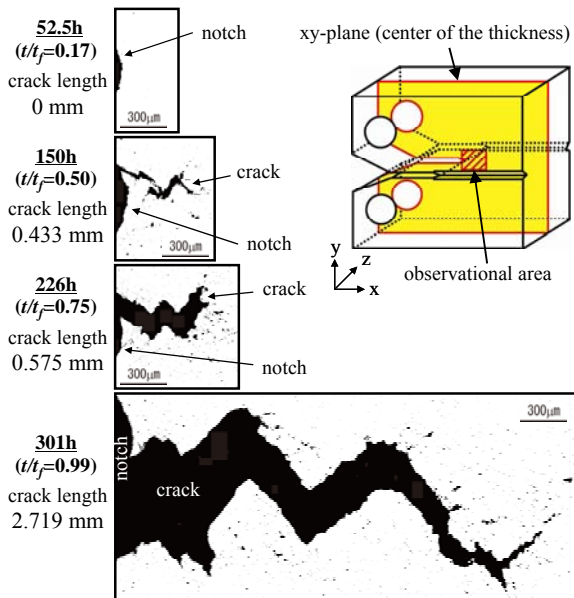 52.5h
(t/tf=0.17)
crack length
0 mm
notch
300μm
150h
(t/tf=0.50)
crack length
0.433 mm
crack
notch
300μm
226h
(t/tf=0.75)
crack length
0.575 mm
crack
notch
300μm
301h
(t/tf=0.99)
crack length
2.719 mm
notch
crack
300μm
xy-plane (center of the thickness)
y
z
x
observational area